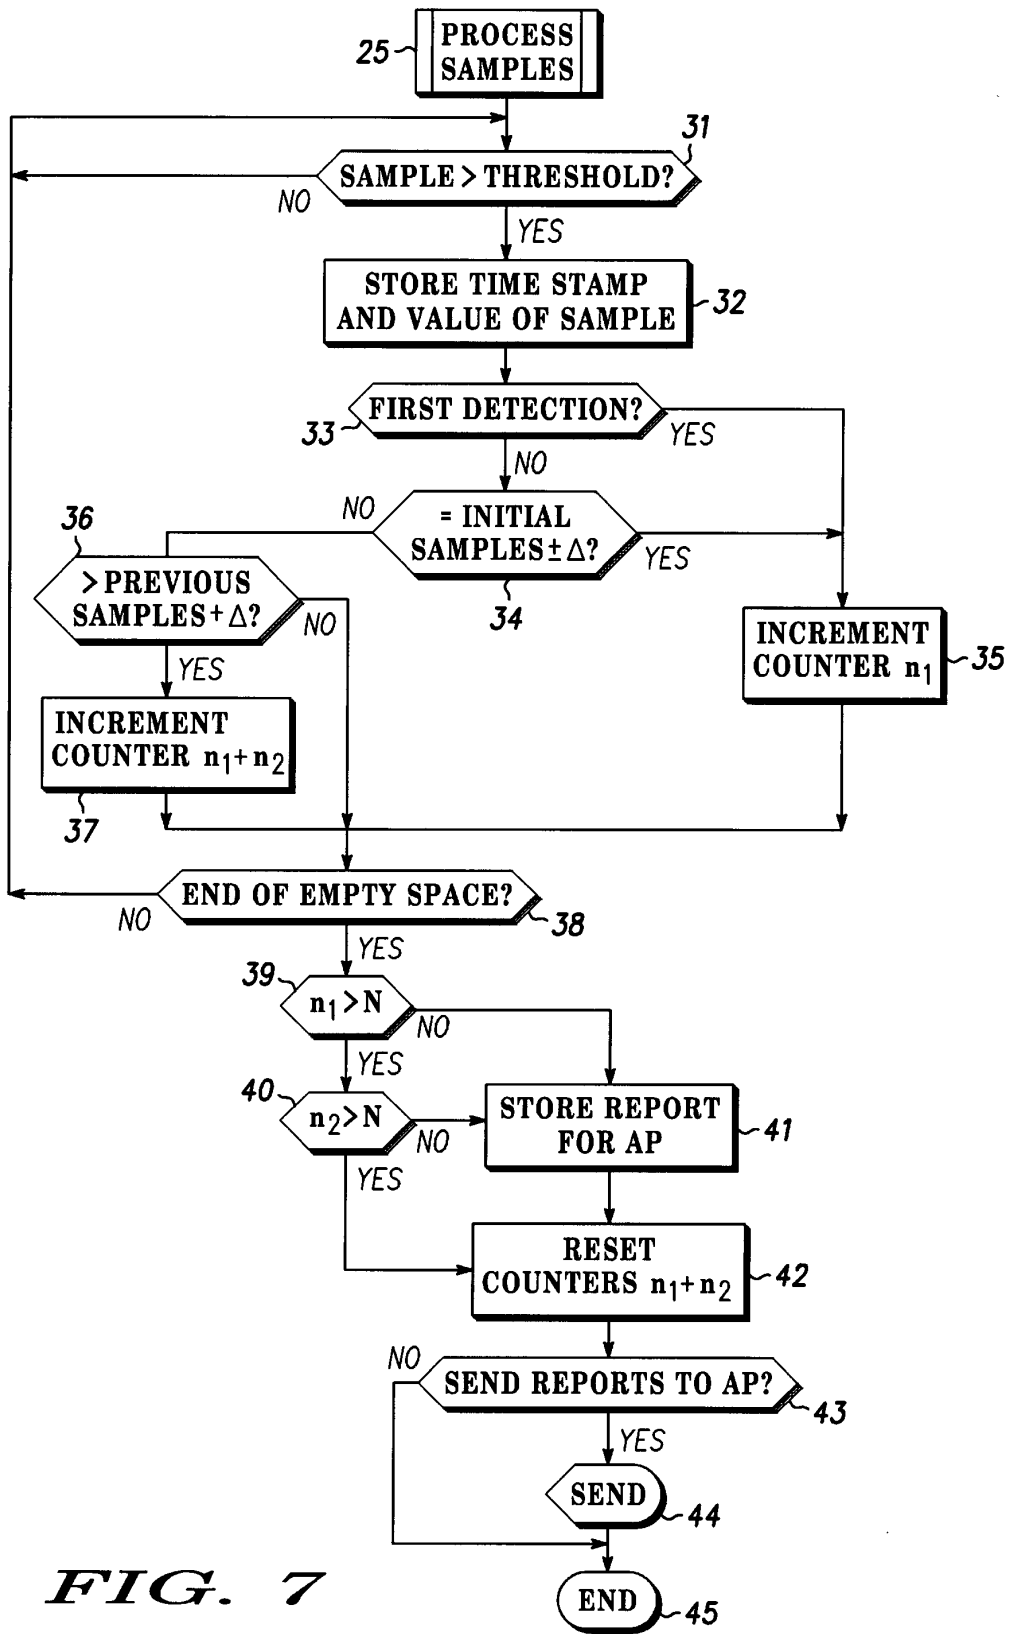 25
PROCESS
SAMPLES
31
SAMPLE > THRESHOLD?
NO
YES
STORE TIME STAMP
AND VALUE OF SAMPLE
32
FIRST DETECTION?
33
YES
NO
= INITIAL
SAMPLES ± Δ?
NO
YES
34
36
> PREVIOUS
SAMPLES + Δ?
NO
YES
INCREMENT
COUNTER n1
35
INCREMENT
COUNTER n1+n2
37
END OF EMPTY SPACE?
NO
38
YES
39
n1 > N
NO
YES
40
n2 > N
NO
YES
STORE REPORT
FOR AP
41
RESET
COUNTERS n1+n2
42
NO
SEND REPORTS TO AP?
43
YES
SEND
44
END
45
FIG. 7